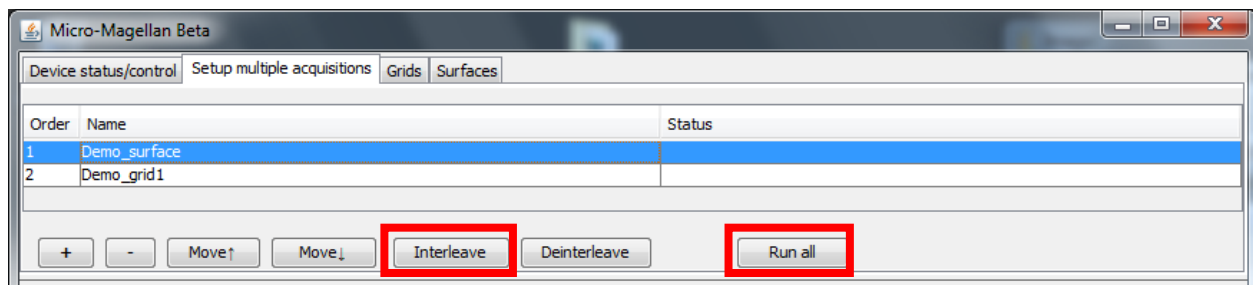 Micro-Magellan Beta
Device status/control Setup multiple acquisitions Grids Surfaces
Order Name Status
1 Demo_surface
2 Demo_grid1
+ - Move↑ Move↓ Interleave Deinterleave Run all